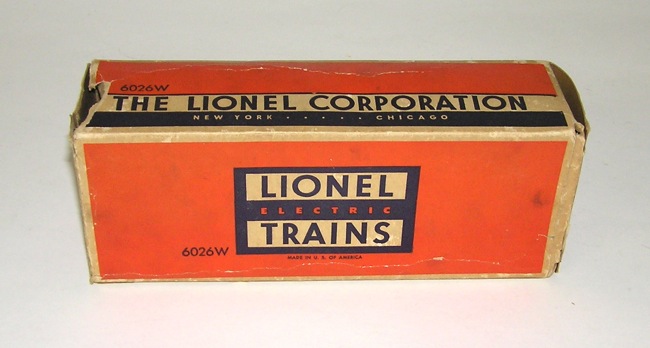 6026W
THE LIONEL CORPORATION
NEW YORK · · · · · CHICAGO
LIONEL
ELECTRIC
TRAINS
6026W
MADE IN U. S. OF AMERICA